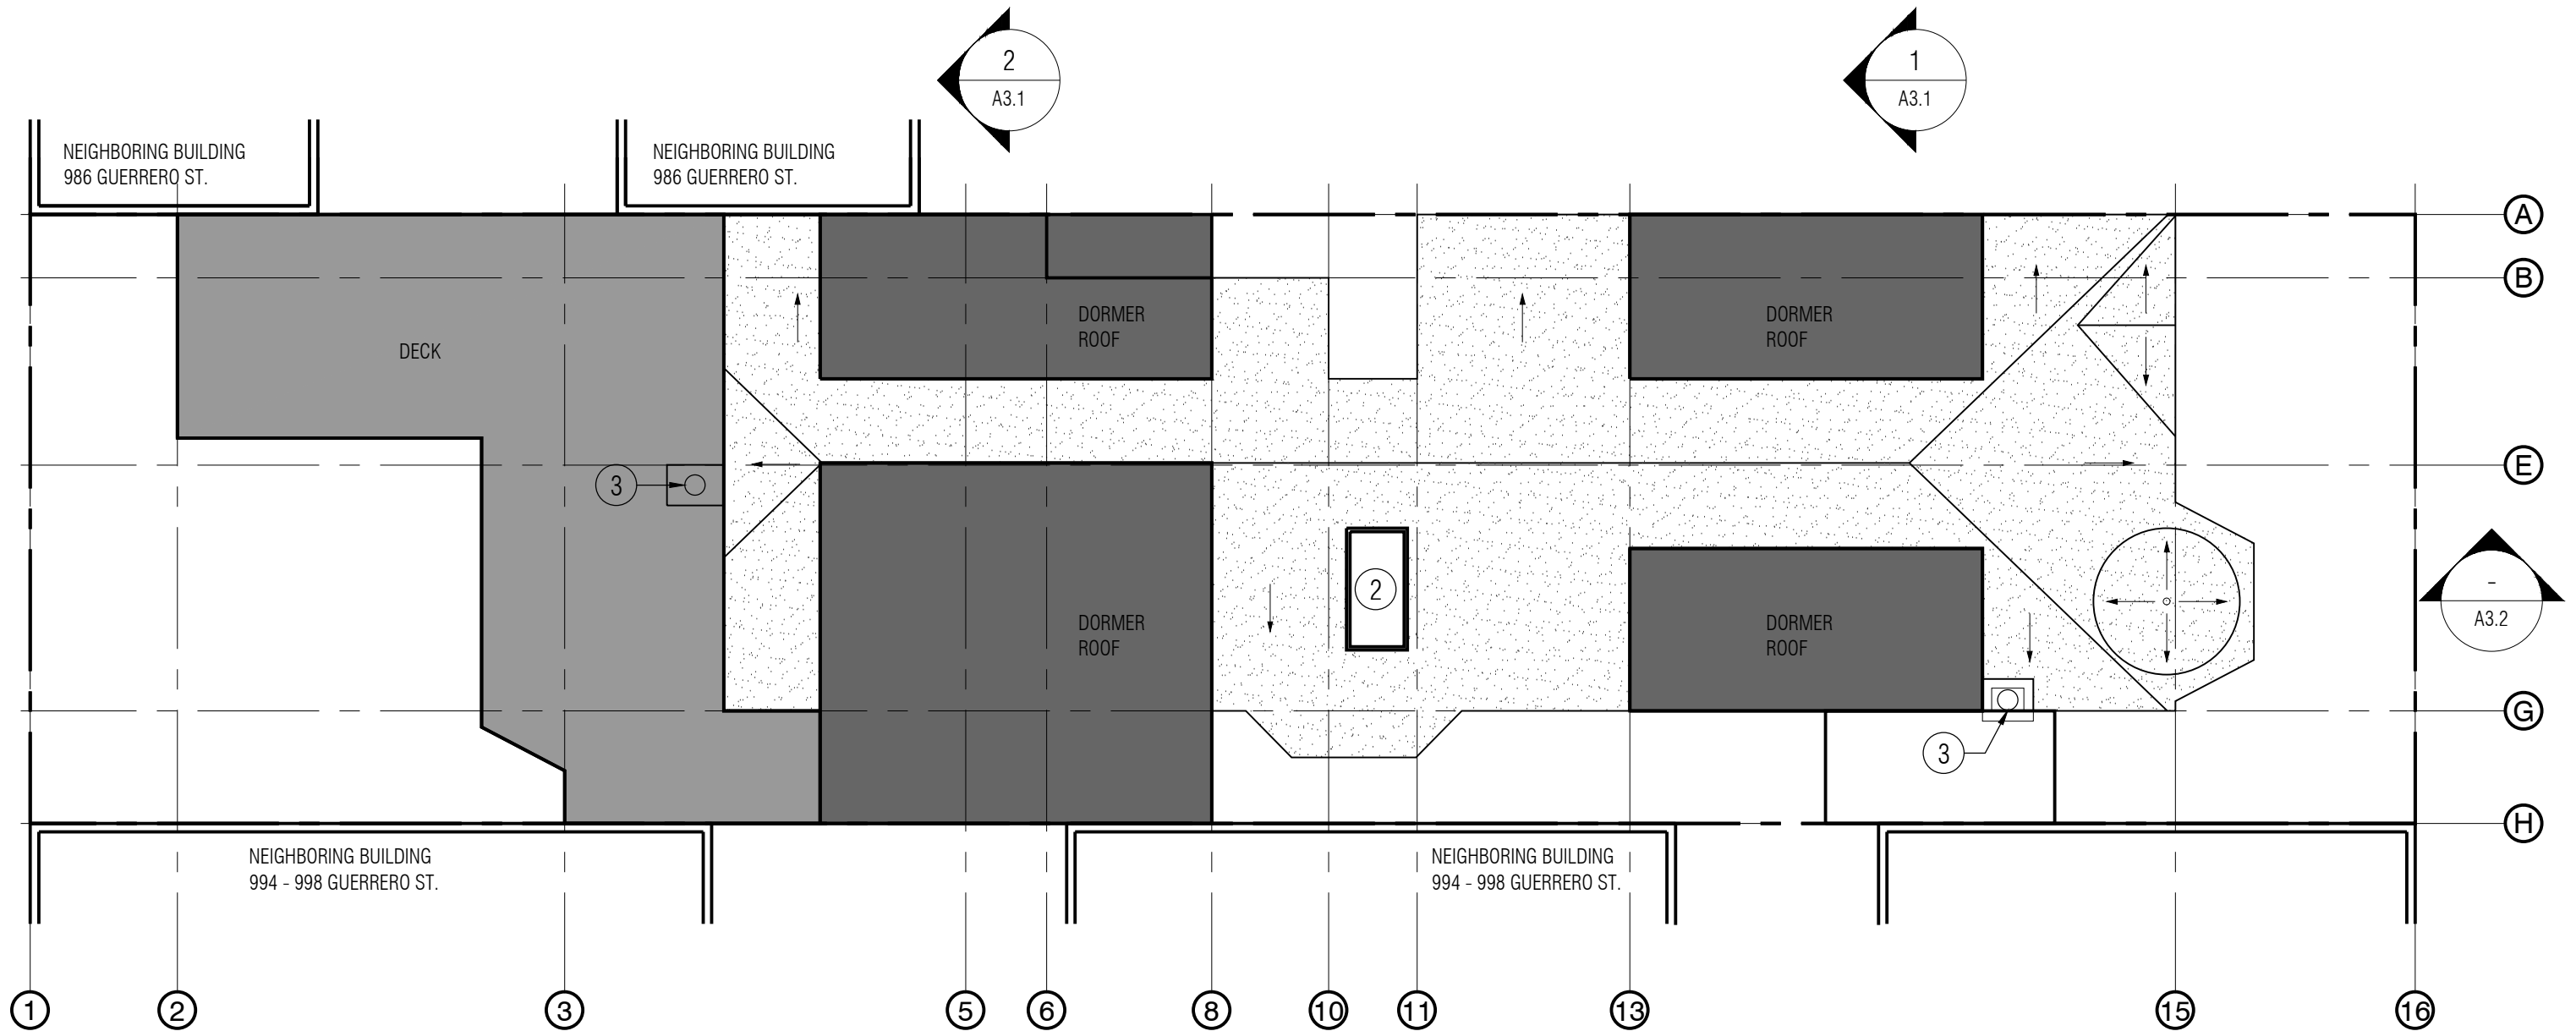 2
A3.1
1
A3.1
NEIGHBORING BUILDING
986 GUERRERO ST.
NEIGHBORING BUILDING
986 GUERRERO ST.
A
B
DORMER
ROOF
DORMER
ROOF
DECK
E
3
2
-
A3.2
DORMER
ROOF
DORMER
ROOF
G
3
H
NEIGHBORING BUILDING
994 - 998 GUERRERO ST.
NEIGHBORING BUILDING
994 - 998 GUERRERO ST.
1
2
3
5
6
8
10
11
13
15
16